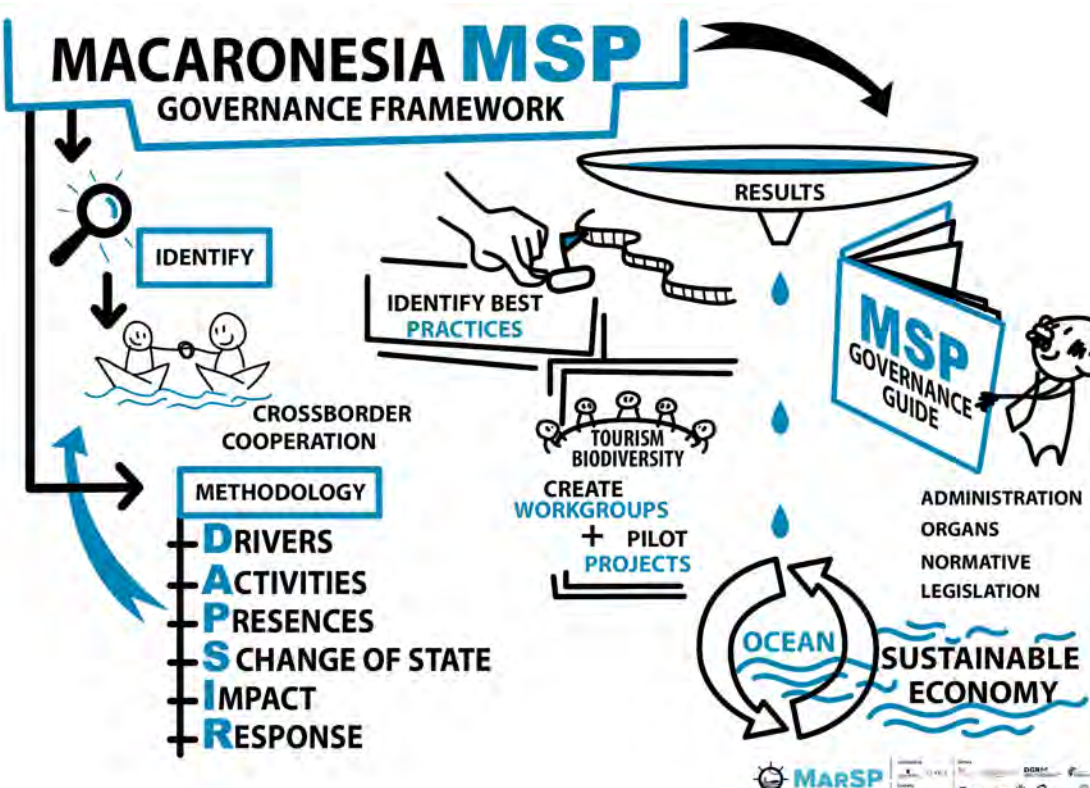 MACARONESIA MSP
GOVERNANCE FRAMEWORK
IDENTIFY
CROSSBORDER
COOPERATION
METHODOLOGY
DRIVERS
ACTIVITIES
PRESENCES
S CHANGE OF STATE
IMPACT
RESPONSE
IDENTIFY BEST
PRACTICES
TOURISM
BIODIVERSITY
CREATE
WORKGROUPS
+ PILOT
PROJECTS
RESULTS
MSP
GOVERNANCE
GUIDE
ADMINISTRATION
ORGANS
NORMATIVE
LEGISLATION
OCEAN
SUSTAINABLE
ECONOMY
MARSP